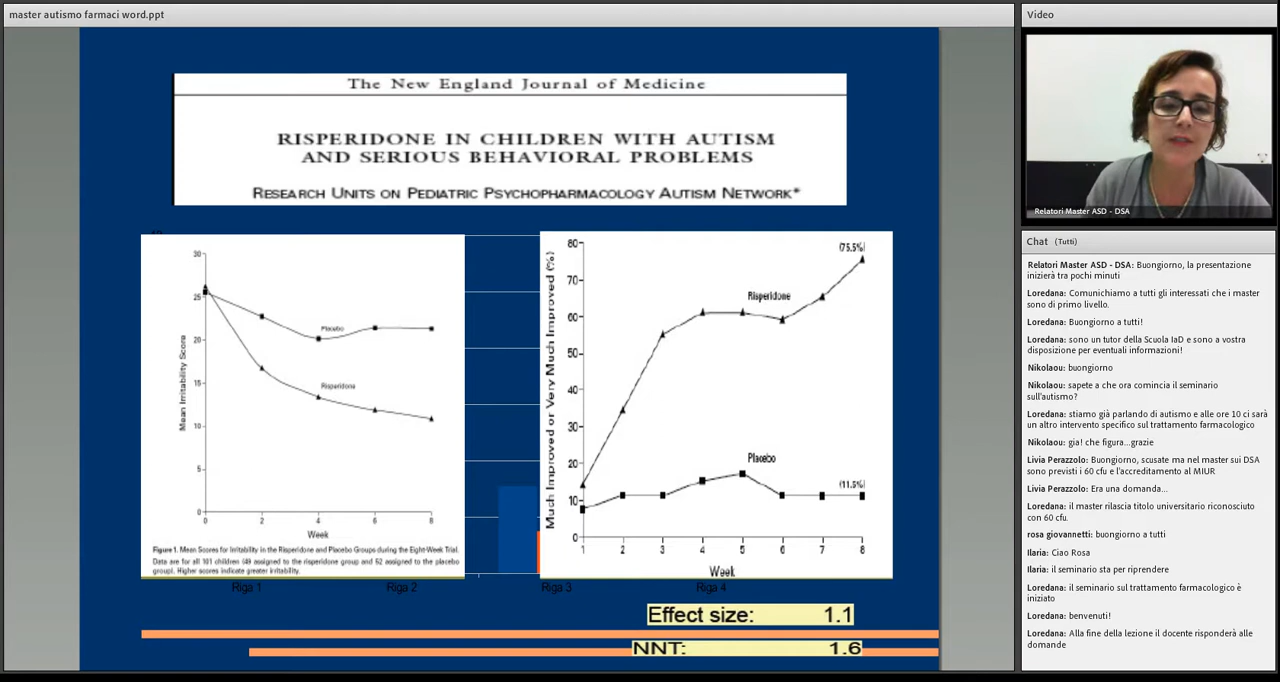 master autismo farmaci word.ppt
The New England Journal of Medicine
RISPERIDONE IN CHILDREN WITH AUTISM
AND SERIOUS BEHAVIORAL PROBLEMS
RESEARCH UNITS ON PEDIATRIC PSYCHOPHARMACOLOGY AUTISM NETWORK*
30
25
20
15
10
5
0
Mean Irritability Score
Placebo
Risperidone
0 2 4 6 8
Week
Figure 1. Mean Scores for Irritability in the Risperidone and Placebo Groups during the Eight-Week Trial.
Data are for all 101 children (49 assigned to the risperidone group and 52 assigned to the placebo
group). Higher scores indicate greater irritability.
80
70
60
50
40
30
20
10
0
Much Improved or Very Much Improved (%)
(75.5%)
Risperidone
Placebo
(11.5%)
1 2 3 4 5 6 7 8
Week
Riga 1 Riga 2 Riga 3 Riga 4
Effect size: 1.1
NNT: 1.6
Video
Relatori Master ASD - DSA
Chat (Tutti)
Relatori Master ASD - DSA: Buongiorno, la presentazione
inizierà tra pochi minuti
Loredana: Comunichiamo a tutti gli interessati che i master
sono di primo livello.
Loredana: Buongiorno a tutti!
Loredana: sono un tutor della Scuola IaD e sono a vostra
disposizione per eventuali informazioni!
Nikolaou: buongiorno
Nikolaou: sapete a che ora comincia il seminario
sull'autismo?
Loredana: stiamo già parlando di autismo e alle ore 10 ci sarà
un altro intervento specifico sul trattamento farmacologico
Nikolaou: gia! che figura...grazie
Livia Perazzolo: Buongiorno, scusate ma nel master sui DSA
sono previsti i 60 cfu e l'accreditamento al MIUR
Livia Perazzolo: Era una domanda...
Loredana: il master rilascia titolo universitario riconosciuto
con 60 cfu.
rosa giovannetti: buongiorno a tutti
Ilaria: Ciao Rosa
Ilaria: il seminario sta per riprendere
Loredana: il seminario sul trattamento farmacologico è
iniziato
Loredana: benvenuti!
Loredana: Alla fine della lezione il docente risponderà alle
domande